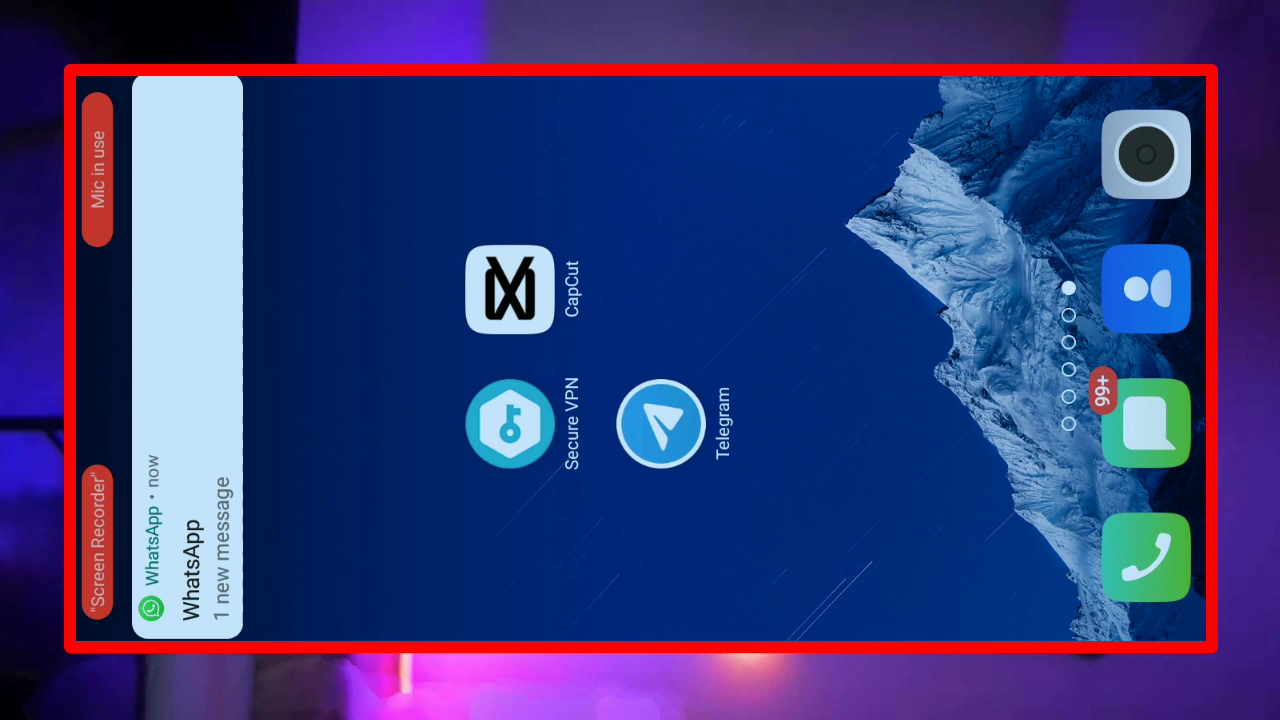 "Screen Recorder"
Mic in use
WhatsApp • now
WhatsApp
1 new message
Secure VPN
CapCut
Telegram
99+